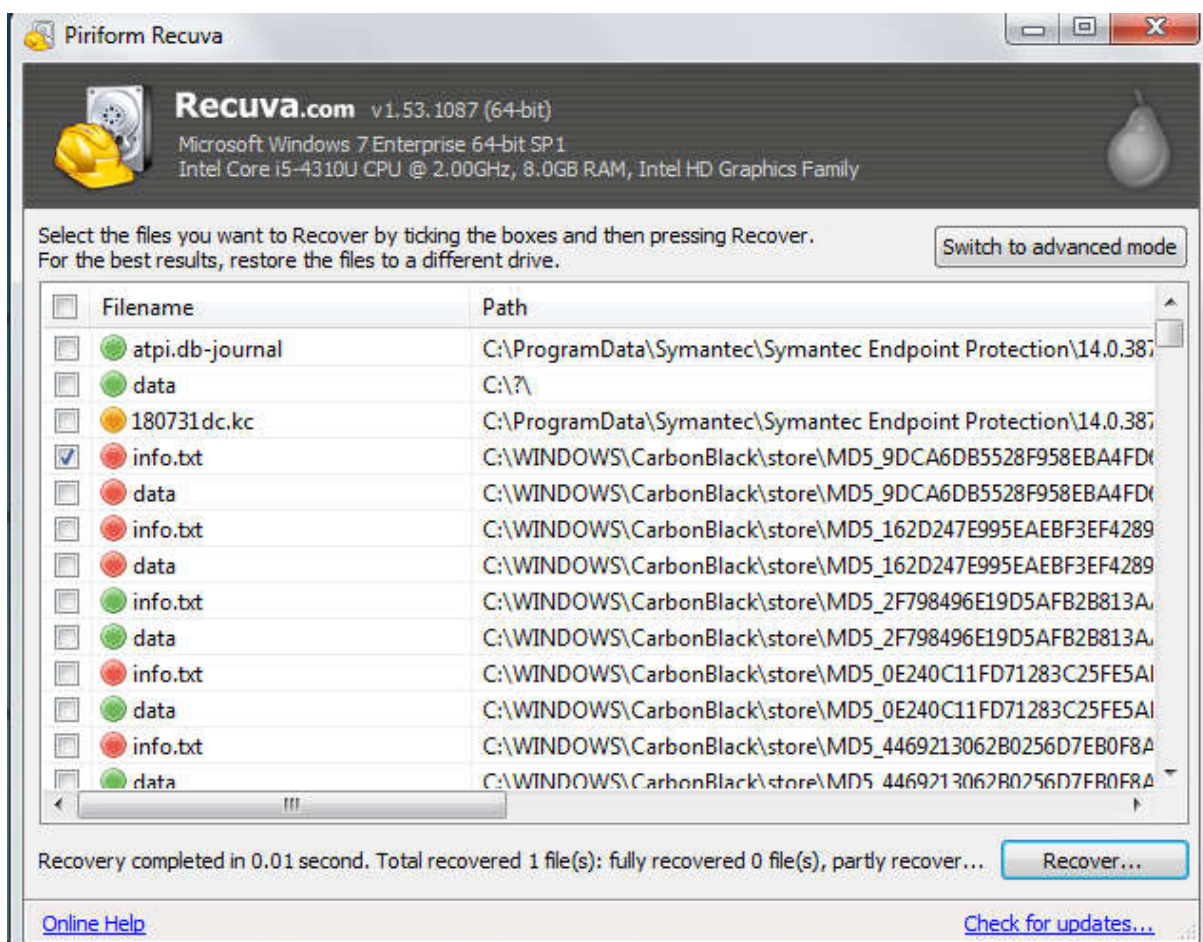 Piriform Recuva
Recuva.com v1.53.1087 (64-bit)
Microsoft Windows 7 Enterprise 64-bit SP1
Intel Core i5-4310U CPU @ 2.00GHz, 8.0GB RAM, Intel HD Graphics Family
Select the files you want to Recover by ticking the boxes and then pressing Recover.
For the best results, restore the files to a different drive.
Switch to advanced mode
Filename Path
atpi.db-journal C:\ProgramData\Symantec\Symantec Endpoint Protection\14.0.387
data C:\?\
180731dc.kc C:\ProgramData\Symantec\Symantec Endpoint Protection\14.0.387
info.txt C:\WINDOWS\CarbonBlack\store\MD5_9DCA6DB5528F958EBA4FD6
data C:\WINDOWS\CarbonBlack\store\MD5_9DCA6DB5528F958EBA4FD6
info.txt C:\WINDOWS\CarbonBlack\store\MD5_162D247E995EAEBF3EF4289
data C:\WINDOWS\CarbonBlack\store\MD5_162D247E995EAEBF3EF4289
info.txt C:\WINDOWS\CarbonBlack\store\MD5_2F798496E19D5AFB2B813A
data C:\WINDOWS\CarbonBlack\store\MD5_2F798496E19D5AFB2B813A
info.txt C:\WINDOWS\CarbonBlack\store\MD5_0E240C11FD71283C25FE5A
data C:\WINDOWS\CarbonBlack\store\MD5_0E240C11FD71283C25FE5A
info.txt C:\WINDOWS\CarbonBlack\store\MD5_4469213062B0256D7EB0F8A
data C:\WINDOWS\CarbonBlack\store\MD5_4469213062B0256D7EB0F8A
Recovery completed in 0.01 second. Total recovered 1 file(s): fully recovered 0 file(s), partly recover...
Recover...
Online Help
Check for updates...